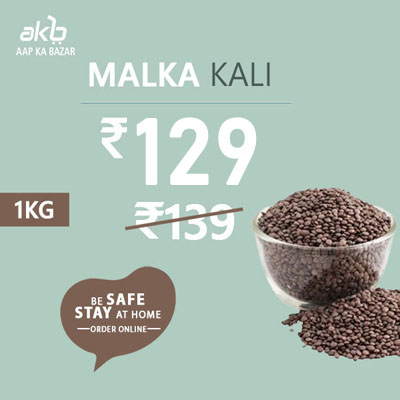 akb
AAP KA BAZAR
MALKA KALI
₹129
₹139
1KG
BE SAFE
STAY AT HOME
ORDER ONLINE